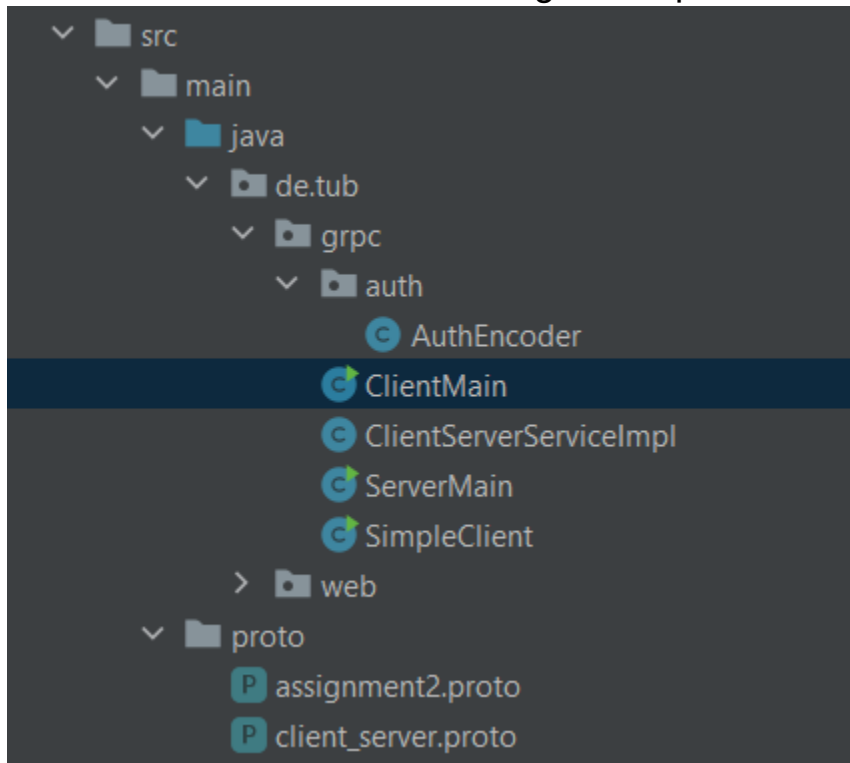 src
main
java
de.tub
grpc
auth
C AuthEncoder
C ClientMain
C ClientServerServiceImpl
C ServerMain
C SimpleClient
web
proto
P assignment2.proto
P client_server.proto